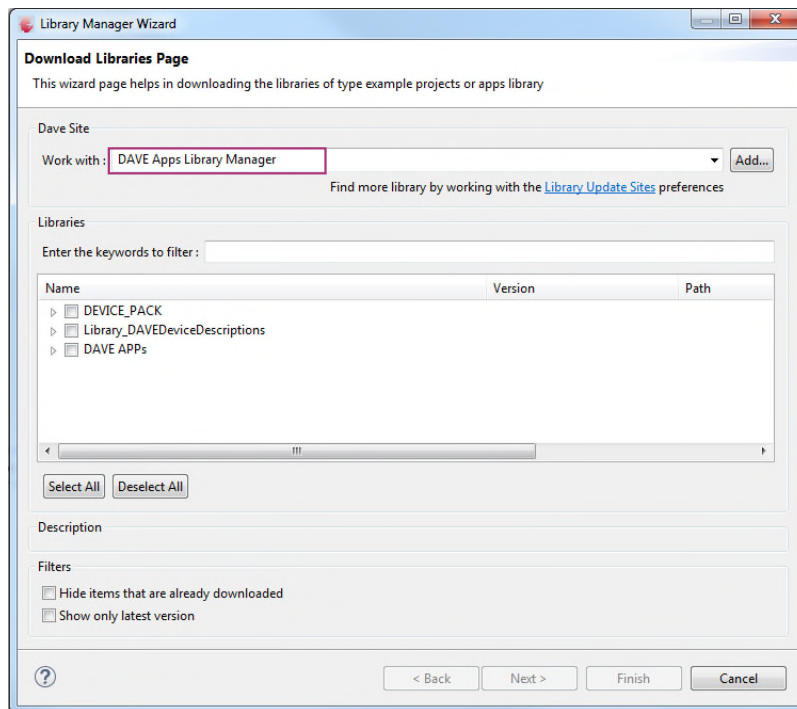 Library Manager Wizard
Download Libraries Page
This wizard page helps in downloading the libraries of type example projects or apps library
Dave Site
Work with : DAVE Apps Library Manager Add...
Find more library by working with the Library Update Sites preferences
Libraries
Enter the keywords to filter :
Name Version Path
DEVICE_PACK
Library_DAVEDeviceDescriptions
DAVE APPs
Select All Deselect All
Description
Filters
Hide items that are already downloaded
Show only latest version
< Back Next > Finish Cancel